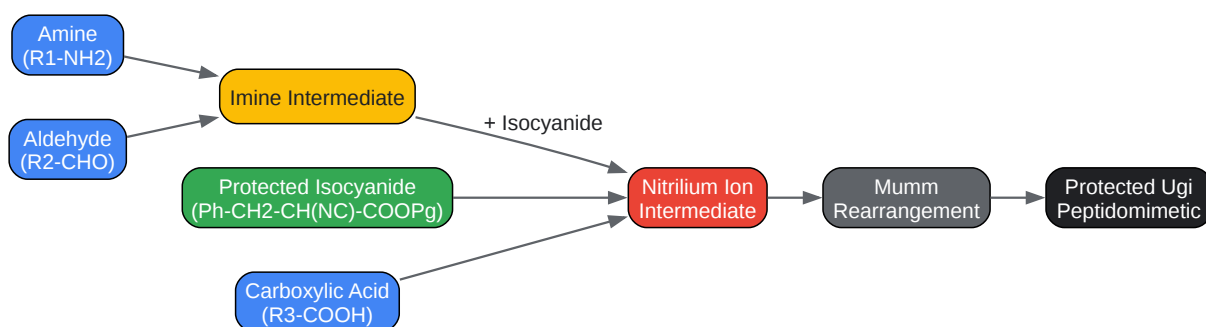 Amine
(R1-NH2)
Imine Intermediate
Aldehyde
(R2-CHO)
+ Isocyanide
Protected Isocyanide
(Ph-CH2-CH(NC)-COOPg)
Nitrilium Ion
Intermediate
Mumm
Rearrangement
Protected Ugi
Peptidomimetic
Carboxylic Acid
(R3-COOH)